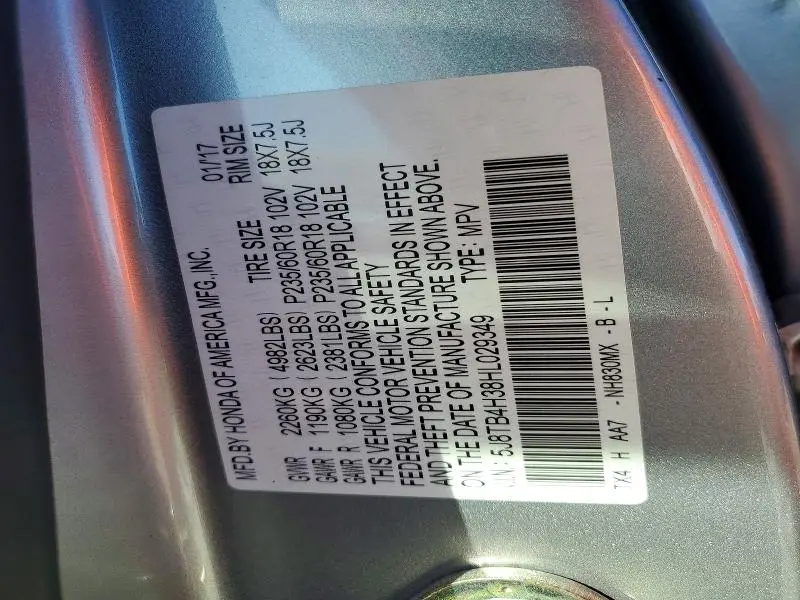 MFD.BY HONDA OF AMERICA MFG.,INC. 01/17
TIRE SIZE RIM SIZE
GVWR 2260KG ( 4982LBS)
GAWR F 1190KG ( 2623LBS) P235/60R18 102V 18X7.5J
GAWR R 1080KG ( 2381LBS) P235/60R18 102V 18X7.5J
THIS VEHICLE CONFORMS TO ALL APPLICABLE
FEDERAL MOTOR VEHICLE SAFETY
AND THEFT PREVENTION STANDARDS IN EFFECT
ON THE DATE OF MANUFACTURE SHOWN ABOVE.
V.I.N.: 5J8TB4H38HL029349 TYPE: MPV
TX4 H AA7 -NH830MX -B -L